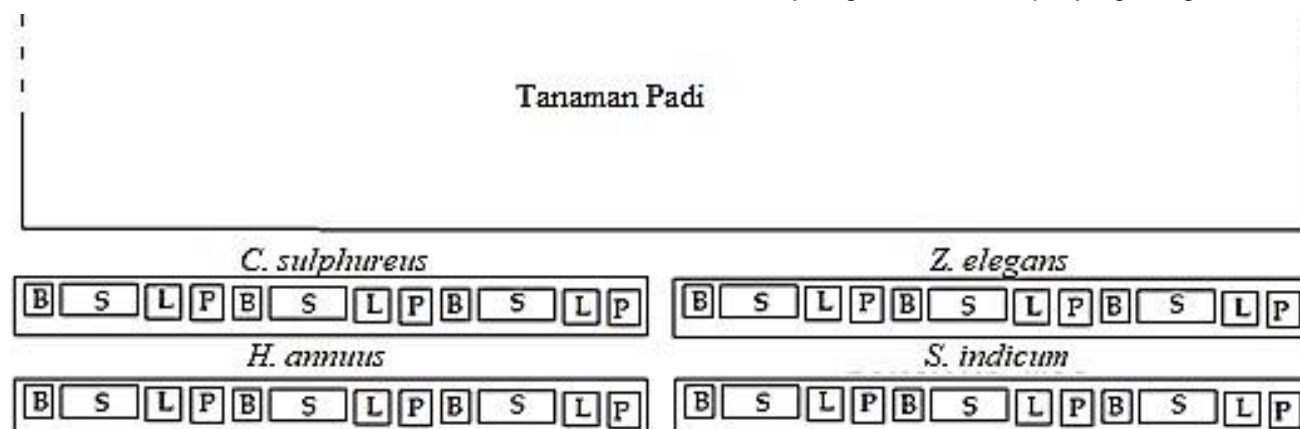 Tanaman Padi
C. sulphureus Z. elegans
B S L P B S L P B S L P B S L P B S L P B S L P
H. annuus S. indicum
B S L P B S L P B S L P B S L P B S L P B S L P